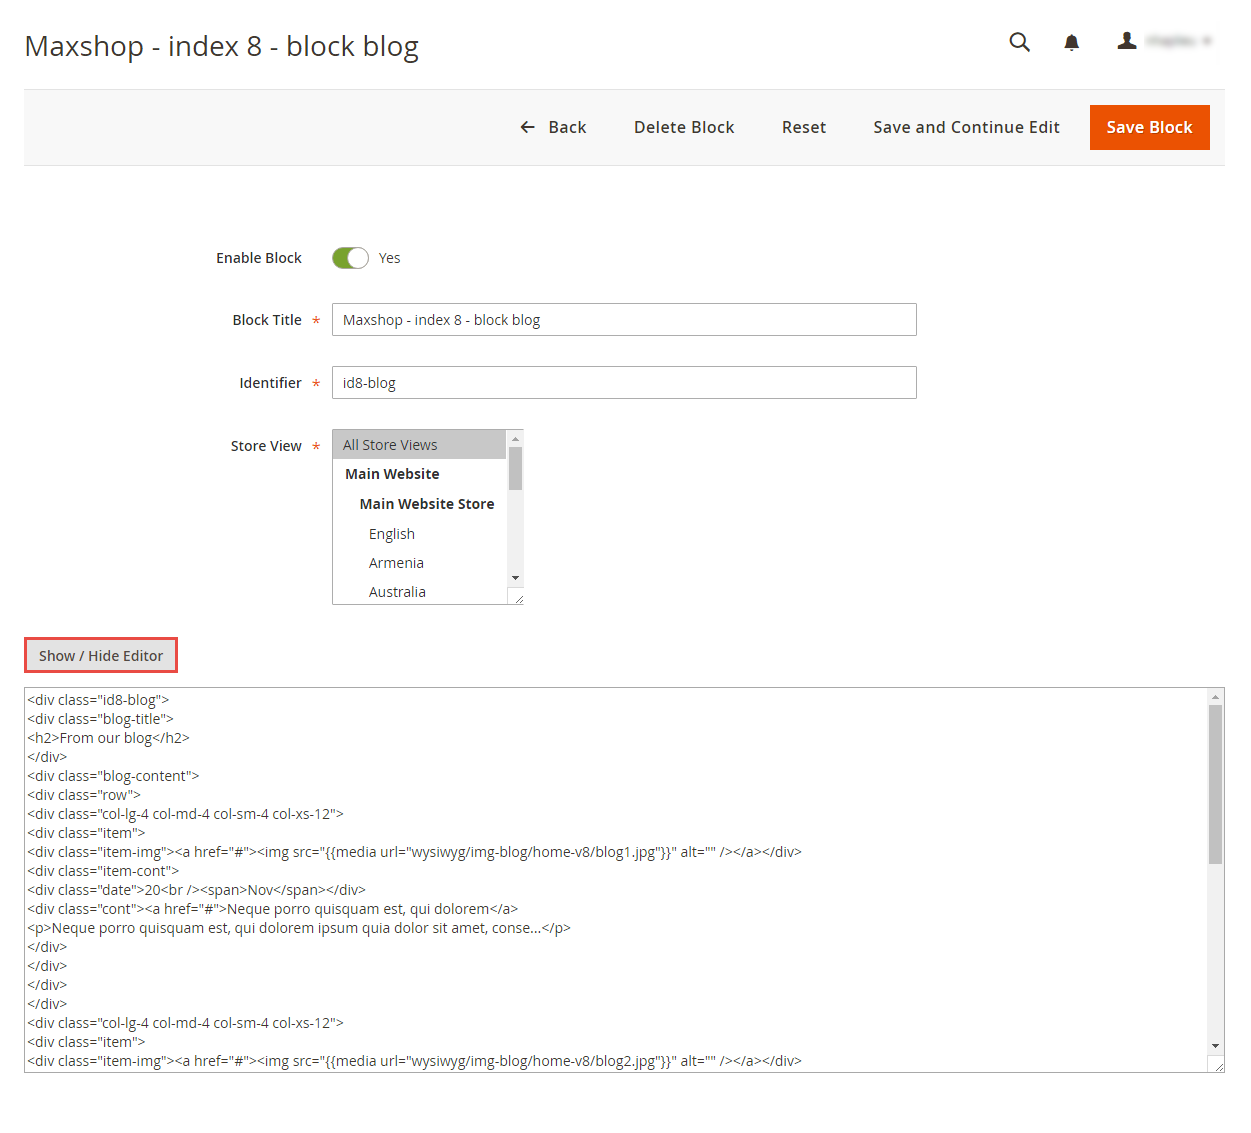 Maxshop - index 8 - block blog
Back Delete Block Reset Save and Continue Edit Save Block
Enable Block Yes
Block Title * Maxshop - index 8 - block blog
Identifier * id8-blog
Store View * All Store Views
Main Website
Main Website Store
English
Armenia
Australia
Show / Hide Editor
<div class="id8-blog">
<div class="blog-title">
<h2>From our blog</h2>
</div>
<div class="blog-content">
<div class="row">
<div class="col-lg-4 col-md-4 col-sm-4 col-xs-12">
<div class="item">
<div class="item-img"><a href="#"><img src="{{media url="wysiwyg/img-blog/home-v8/blog1.jpg"}}" alt="" /></a></div>
<div class="item-cont">
<div class="date">20<br /><span>Nov</span></div>
<div class="cont"><a href="#">Neque porro quisquam est, qui dolorem</a>
<p>Neque porro quisquam est, qui dolorem ipsum quia dolor sit amet, conse...</p>
</div>
</div>
</div>
</div>
<div class="col-lg-4 col-md-4 col-sm-4 col-xs-12">
<div class="item">
<div class="item-img"><a href="#"><img src="{{media url="wysiwyg/img-blog/home-v8/blog2.jpg"}}" alt="" /></a></div>